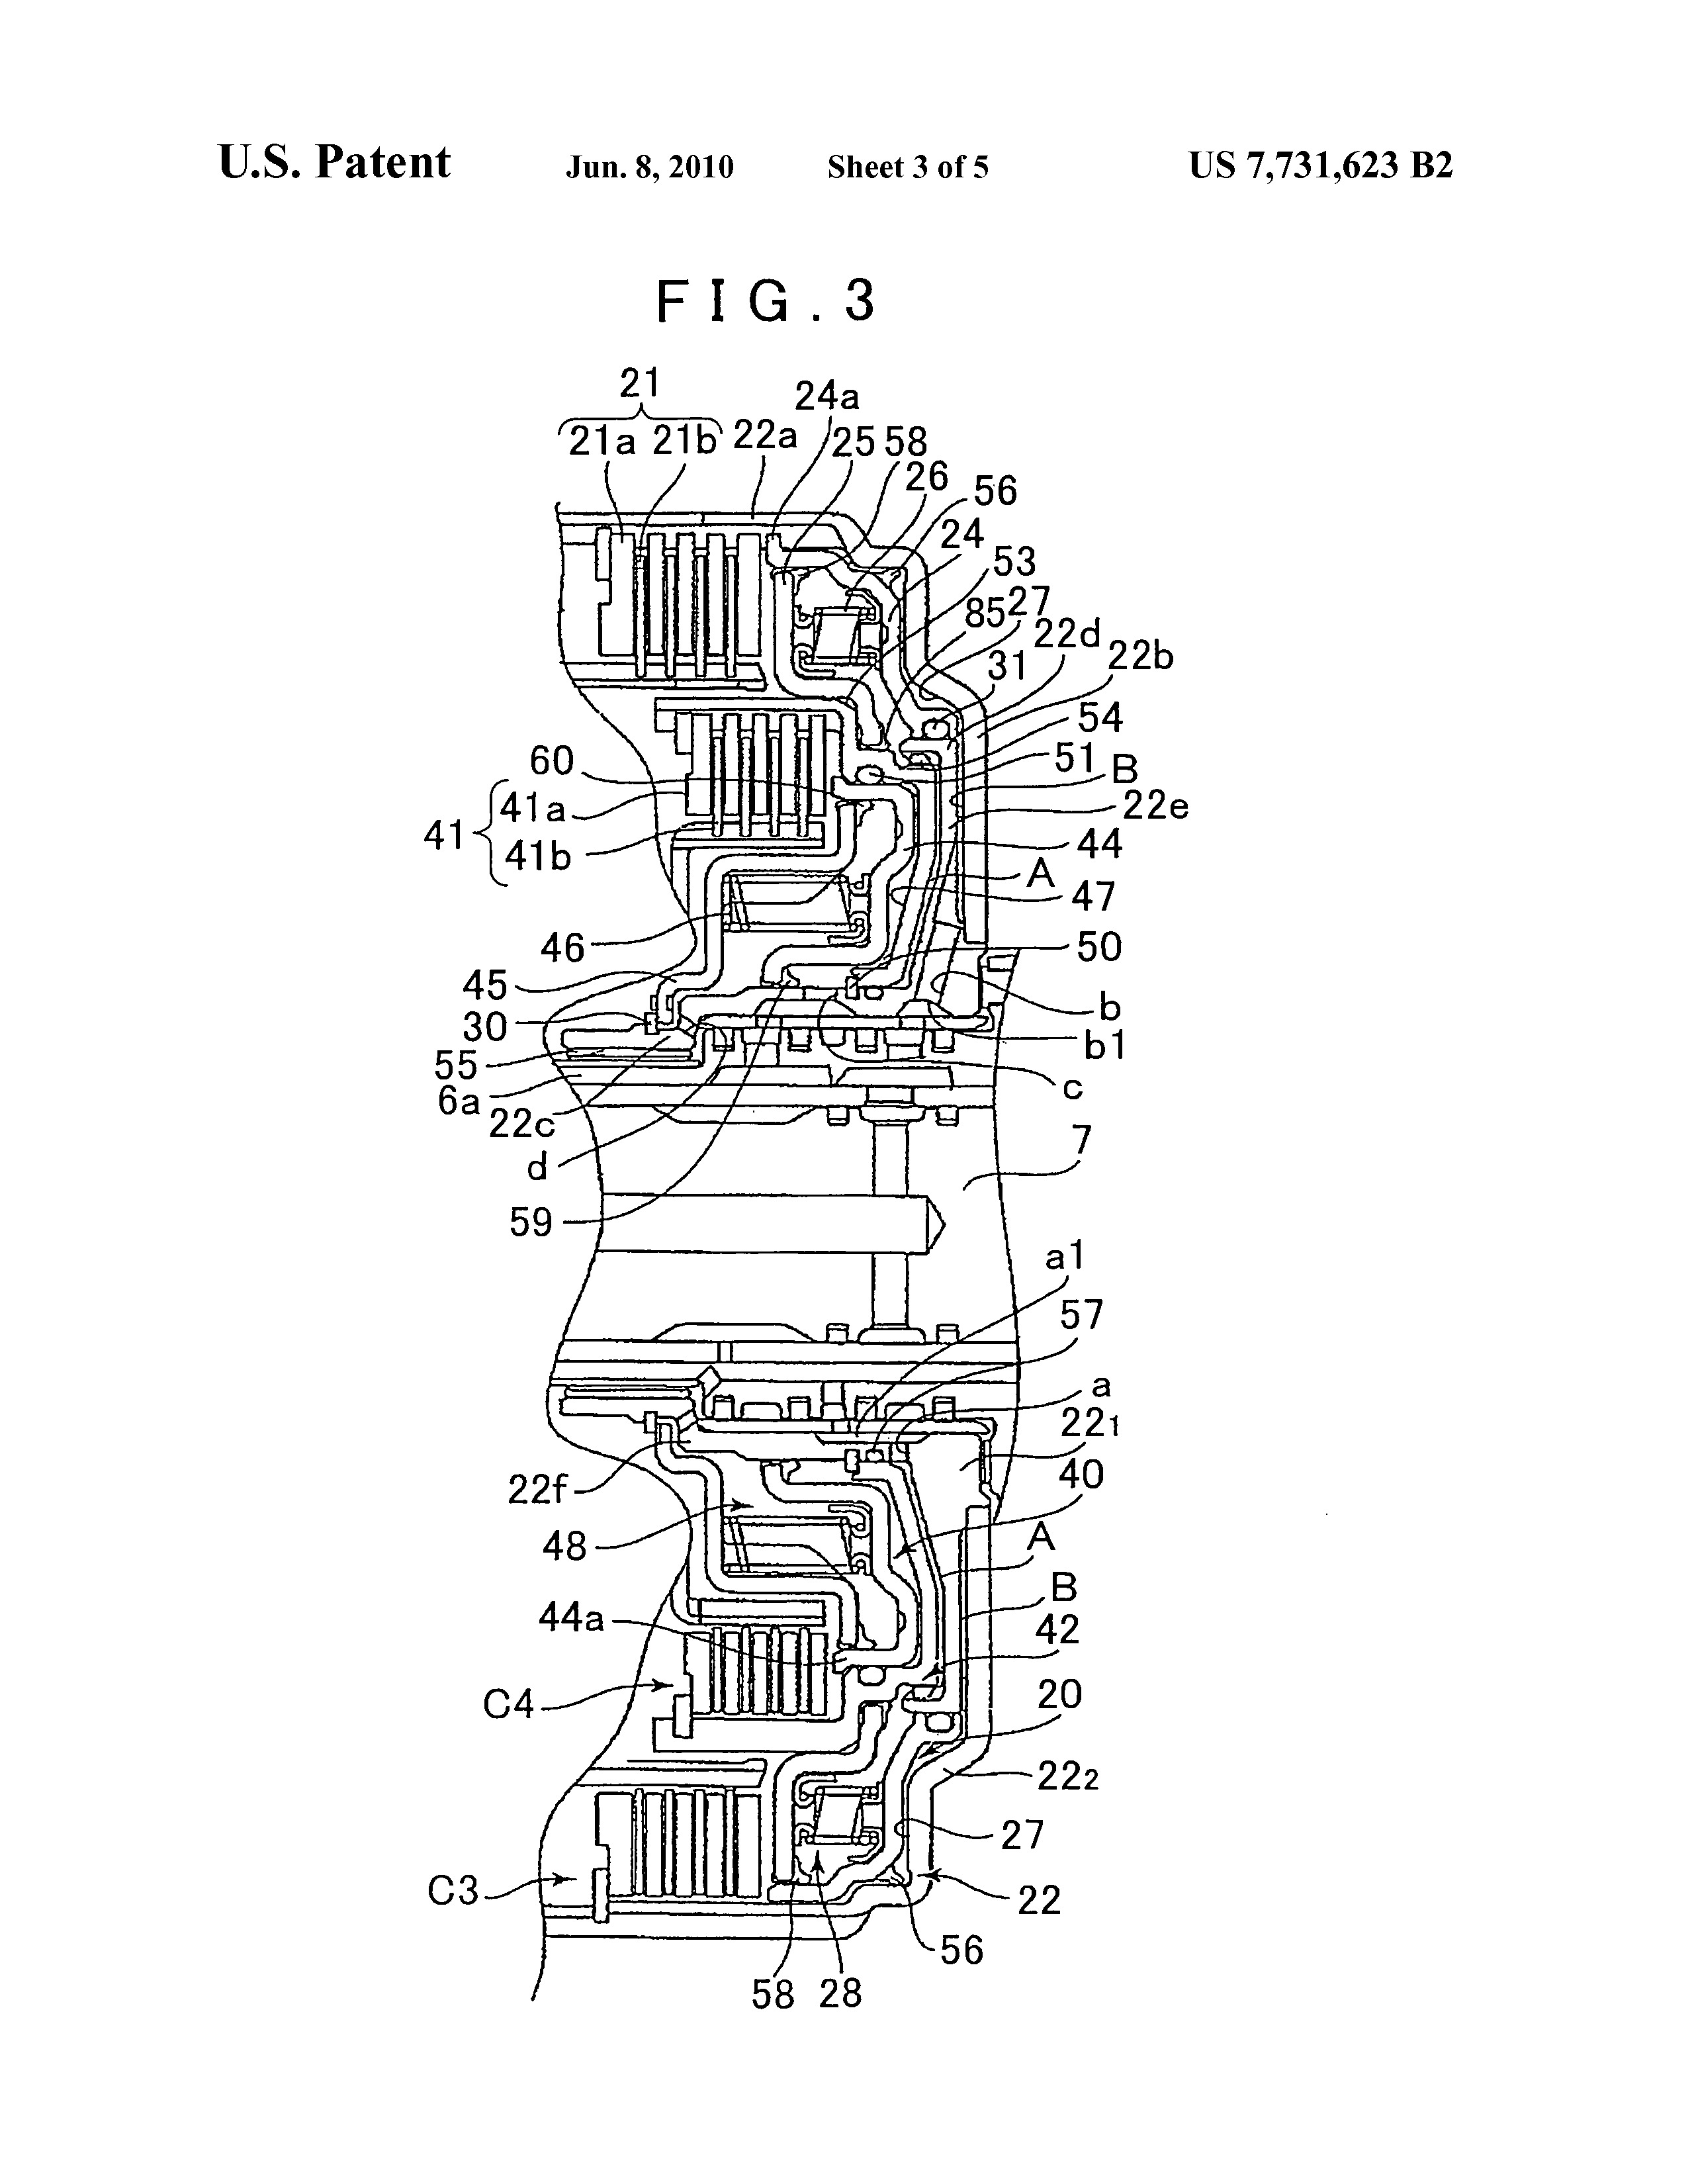 U.S. Patent Jun. 8, 2010 Sheet 3 of 5 US 7,731,623 B2
FIG.3
21
24a
21a 21b 22a 25 58
26
56
24
53
85 27
22d
31
22b
54
51 B
60
41a
22e
41
44
41b
A
47
46
50
45
b
30
b1
55
c
6a
22c
7
d
59
a1
57
a
221
40
22f
A
48
B
44a
42
20
C4
222
27
C3
22
56
58 28